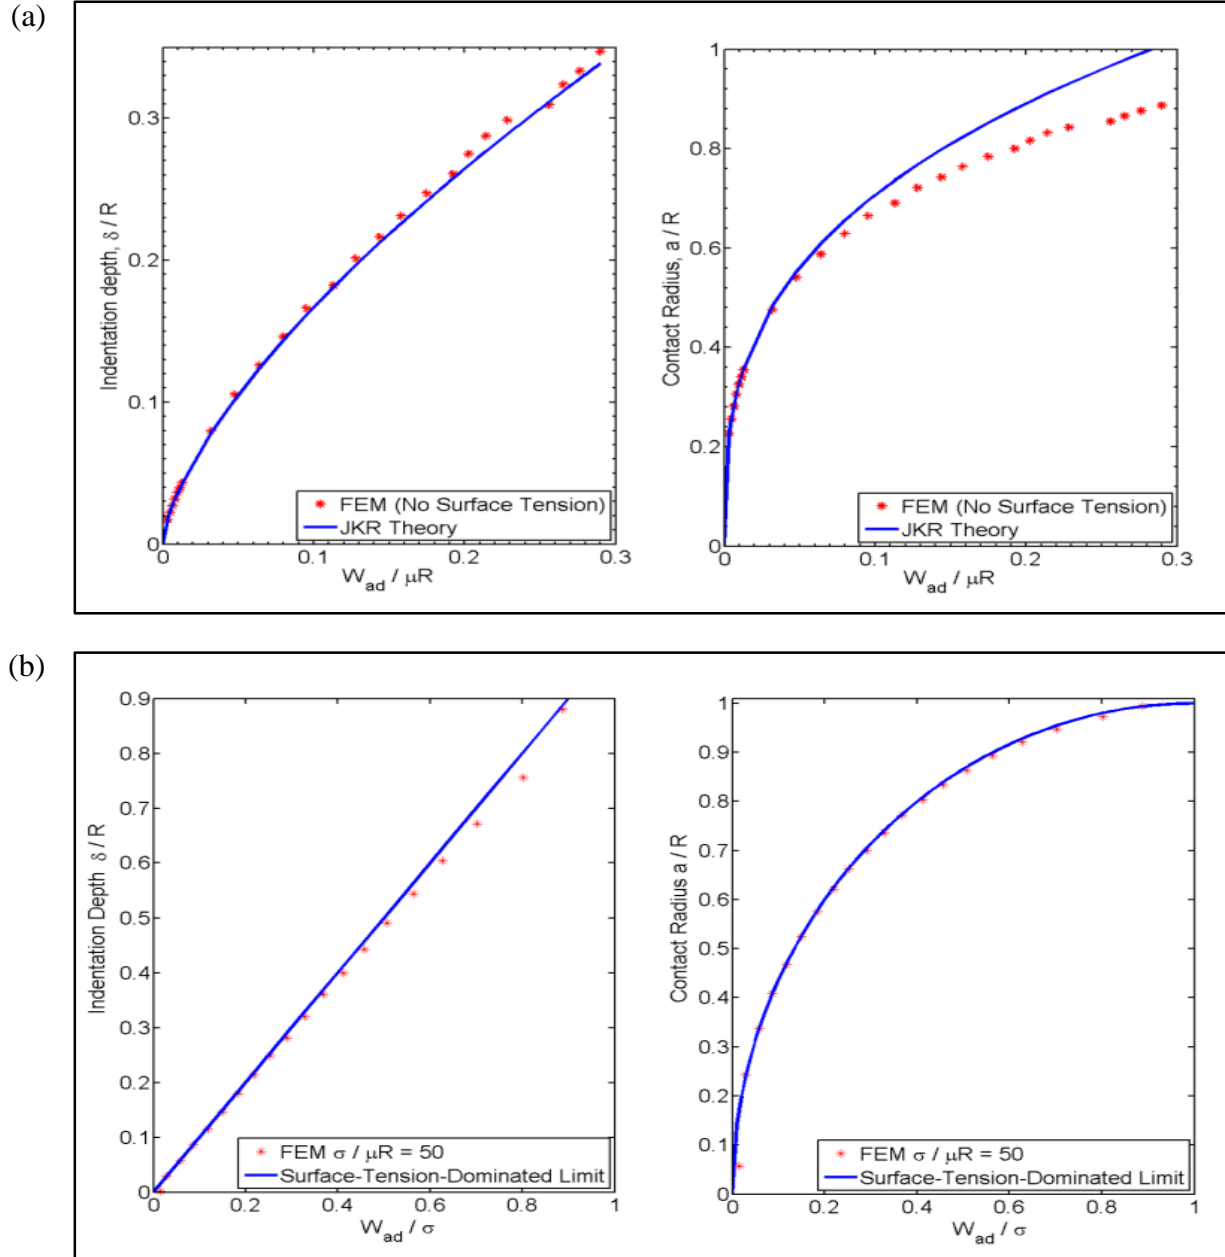 (a)
Indentation depth, δ / R
0.3
0.2
0.1
0
0.1
0.2
0.3
W_ad / μR
FEM (No Surface Tension)
JKR Theory
Contact Radius, a / R
1
0.8
0.6
0.4
0.2
0
0
0.1
0.2
0.3
W_ad / μR
FEM (No Surface Tension)
JKR Theory
(b)
Indentation Depth δ / R
0.9
0.8
0.7
0.6
0.5
0.4
0.3
0.2
0.1
0
0
0.2
0.4
0.6
0.8
1
W_ad / σ
FEM σ / μR = 50
Surface-Tension-Dominated Limit
Contact Radius a / R
1
0.9
0.8
0.7
0.6
0.5
0.4
0.3
0.2
0.1
0
0
0.2
0.4
0.6
0.8
1
W_ad / σ
FEM σ / μR = 50
Surface-Tension-Dominated Limit